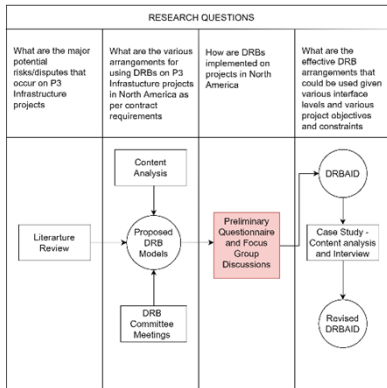 RESEARCH QUESTIONS
What are the major
potential
risks/disputes that
occur on P3
Infrastructure
projects
What are the various
arrangements for
using DRBs on P3
Infastucture projects
in North America as
per contract
requirements
How are DRBs
implemented on
projects in North
America
What are the
effective DRB
arrangements that
could be used given
various interface
levels and various
project objectives
and constraints
Literarture
Review
Content
Analysis
Proposed
DRB
Models
DRB
Committee
Meetings
Preliminary
Questionnaire
and Focus
Group
Discussions
DRBAID
Case Study -
Content analysis
and Interview
Revised
DRBAID